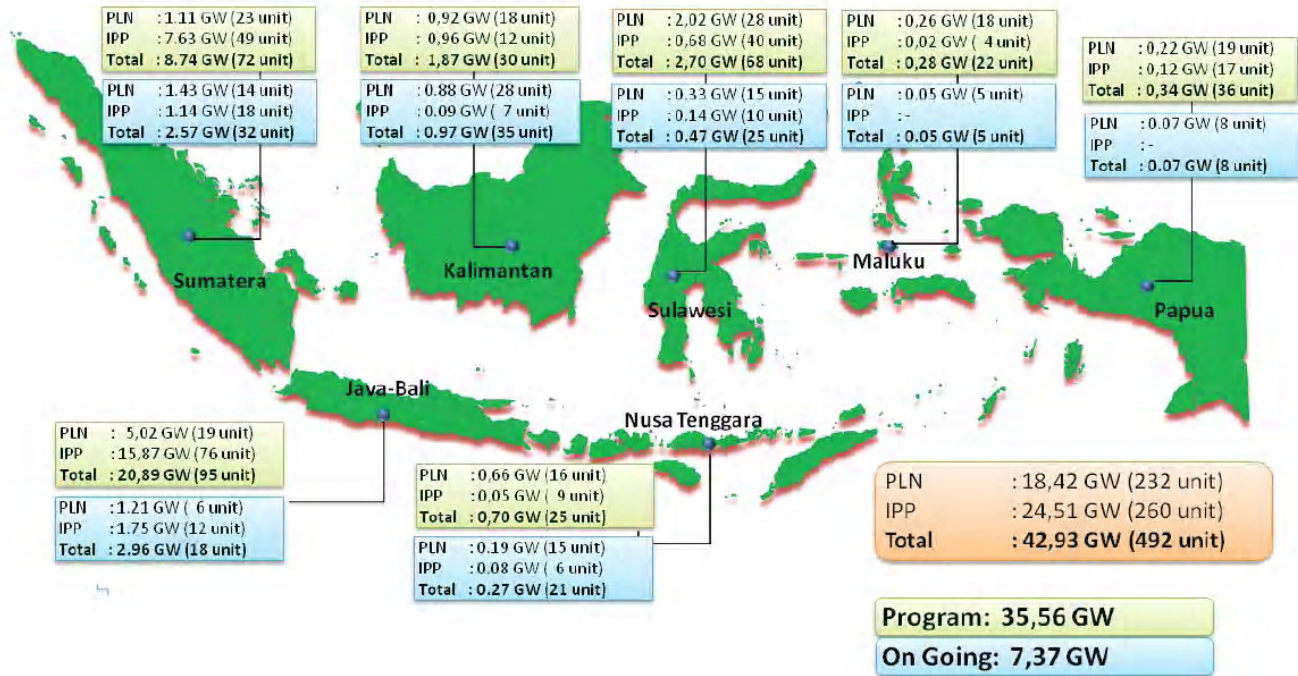 PLN : 1.11 GW (23 unit)
IPP : 7.63 GW (49 unit)
Total : 8.74 GW (72 unit)
PLN : 1.43 GW (14 unit)
IPP : 1.14 GW (18 unit)
Total : 2.57 GW (32 unit)
PLN : 0,92 GW (18 unit)
IPP : 0,96 GW (12 unit)
Total : 1,87 GW (30 unit)
PLN : 0.88 GW (28 unit)
IPP : 0.09 GW ( 7 unit)
Total : 0.97 GW (35 unit)
PLN : 2,02 GW (28 unit)
IPP : 0,68 GW (40 unit)
Total : 2,70 GW (68 unit)
PLN : 0.33 GW (15 unit)
IPP : 0.14 GW (10 unit)
Total : 0.47 GW (25 unit)
PLN : 0,26 GW (18 unit)
IPP : 0,02 GW ( 4 unit)
Total : 0,28 GW (22 unit)
PLN : 0.05 GW (5 unit)
IPP : -
Total : 0.05 GW (5 unit)
PLN : 0,22 GW (19 unit)
IPP : 0,12 GW (17 unit)
Total : 0,34 GW (36 unit)
PLN : 0.07 GW (8 unit)
IPP : -
Total : 0.07 GW (8 unit)
Sumatera
Kalimantan
Sulawesi
Maluku
Papua
Java-Bali
Nusa Tenggara
PLN : 5,02 GW (19 unit)
IPP : 15,87 GW (76 unit)
Total : 20,89 GW (95 unit)
PLN : 1.21 GW ( 6 unit)
IPP : 1.75 GW (12 unit)
Total : 2.96 GW (18 unit)
PLN : 0,66 GW (16 unit)
IPP : 0,05 GW ( 9 unit)
Total : 0,70 GW (25 unit)
PLN : 0.19 GW (15 unit)
IPP : 0.08 GW ( 6 unit)
Total : 0.27 GW (21 unit)
PLN : 18,42 GW (232 unit)
IPP : 24,51 GW (260 unit)
Total : 42,93 GW (492 unit)
Program: 35,56 GW
On Going: 7,37 GW